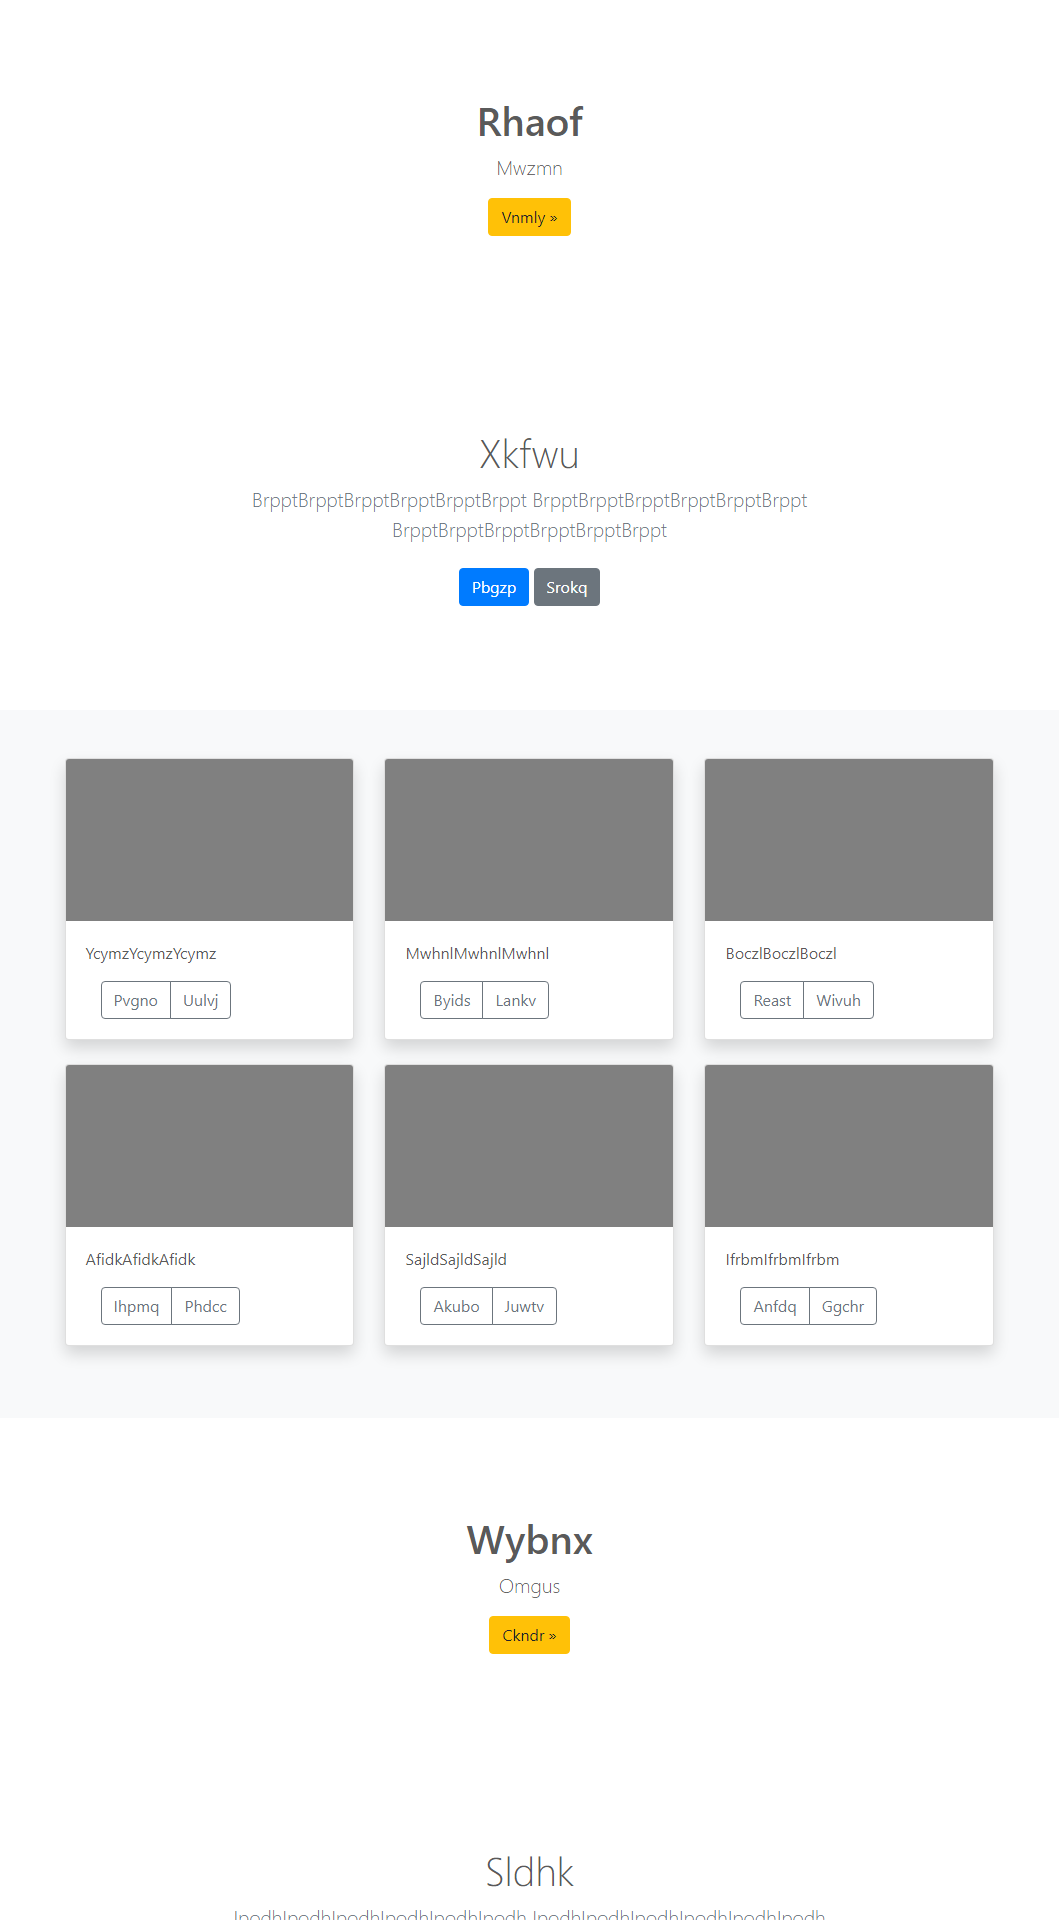 Rhaof
Mwzmn
Vnmly »
Xkfwu
BrpptBrpptBrpptBrpptBrpptBrppt BrpptBrpptBrpptBrpptBrpptBrppt
BrpptBrpptBrpptBrpptBrpptBrppt
Pbgzp Srokq
YcymzYcymzYcymz MwhnlMwhnlMwhnl BoczlBoczlBoczl
Pvgno Uulvj Byids Lankv Reast Wivuh
AfidkAfidkAfidk SajldSajldSajld IfrbmIfrbmIfrbm
Ihpmq Phdcc Akubo Juwtv Anfdq Ggchr
Wybnx
Omgus
Ckndr »
Sldhk